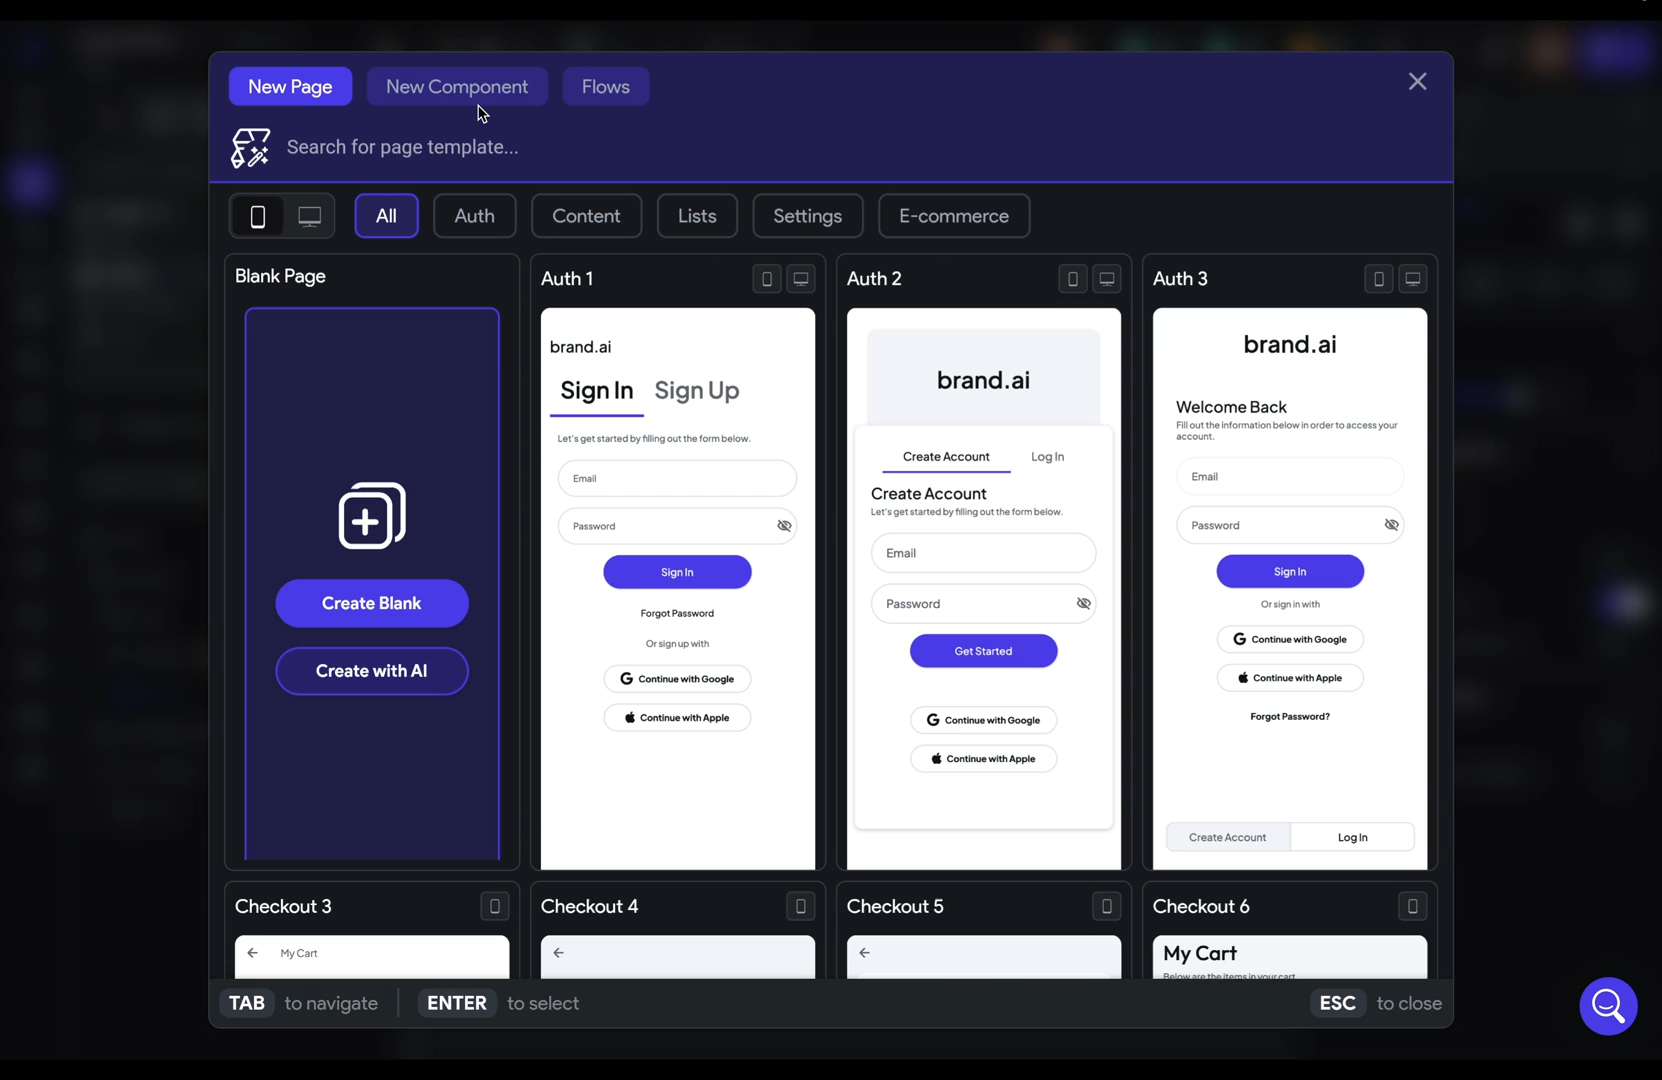 New Page
New Component
Flows
Search for page template...
All
Auth
Content
Lists
Settings
E-commerce
Blank Page
Create Blank
Create with AI
Auth 1
brand.ai
Sign In
Sign Up
Let's get started by filling out the form below.
Email
Password
Sign In
Forgot Password
Or sign up with
Continue with Google
Continue with Apple
Auth 2
brand.ai
Create Account
Log In
Create Account
Let's get started by filling out the form below.
Email
Password
Get Started
Continue with Google
Continue with Apple
Auth 3
brand.ai
Welcome Back
Fill out the information below in order to access your
account.
Email
Password
Sign In
Or sign in with
Continue with Google
Continue with Apple
Forgot Password?
Create Account
Log In
Checkout 3
My Cart
Checkout 4
Checkout 5
Checkout 6
My Cart
Below are the items in your cart
TAB to navigate
ENTER to select
ESC to close